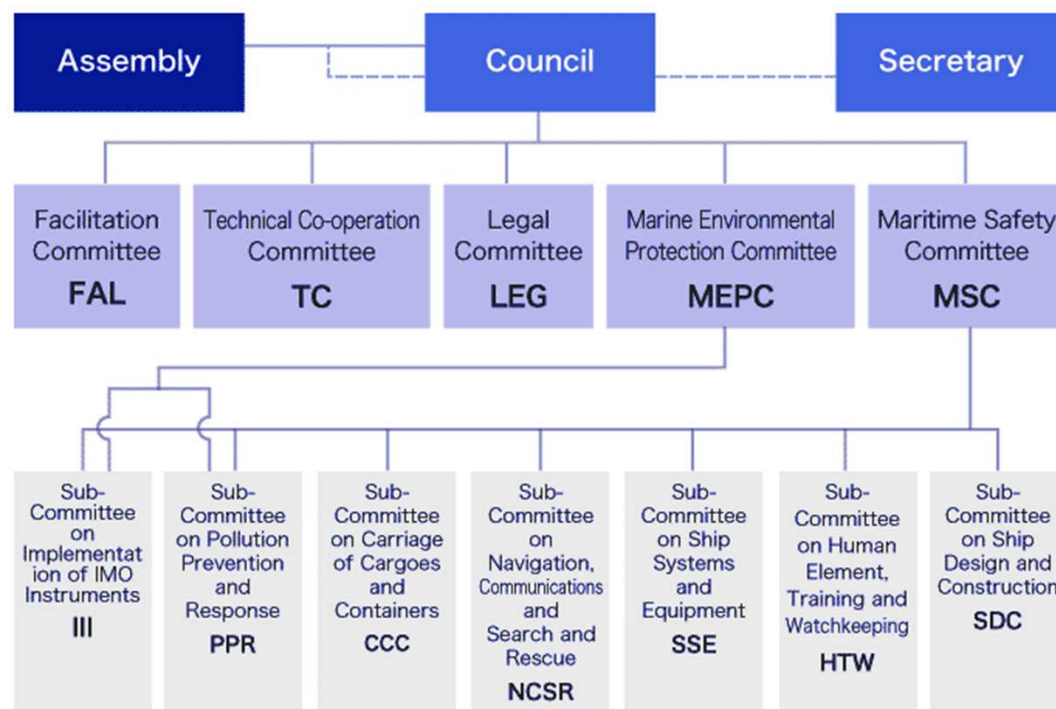 Assembly
Council
Secretary
Facilitation
Committee
FAL
Technical Co-operation
Committee
TC
Legal
Committee
LEG
Marine Environmental
Protection Committee
MEPC
Maritime Safety
Committee
MSC
Sub-
Committee
on
Implementat
ion of IMO
Instruments
III
Sub-
Committee
on Pollution
Prevention
and
Response
PPR
Sub-
Committee
on Carriage
of Cargoes
and
Containers
CCC
Sub-
Committee
on
Navigation,
Communications
and
Search and
Rescue
NCSR
Sub-
Committee
on Ship
Systems
and
Equipment
SSE
Sub-
Committee
on Human
Element,
Training and
Watchkeeping
HTW
Sub-
Committee
on Ship
Design and
Construction
SDC